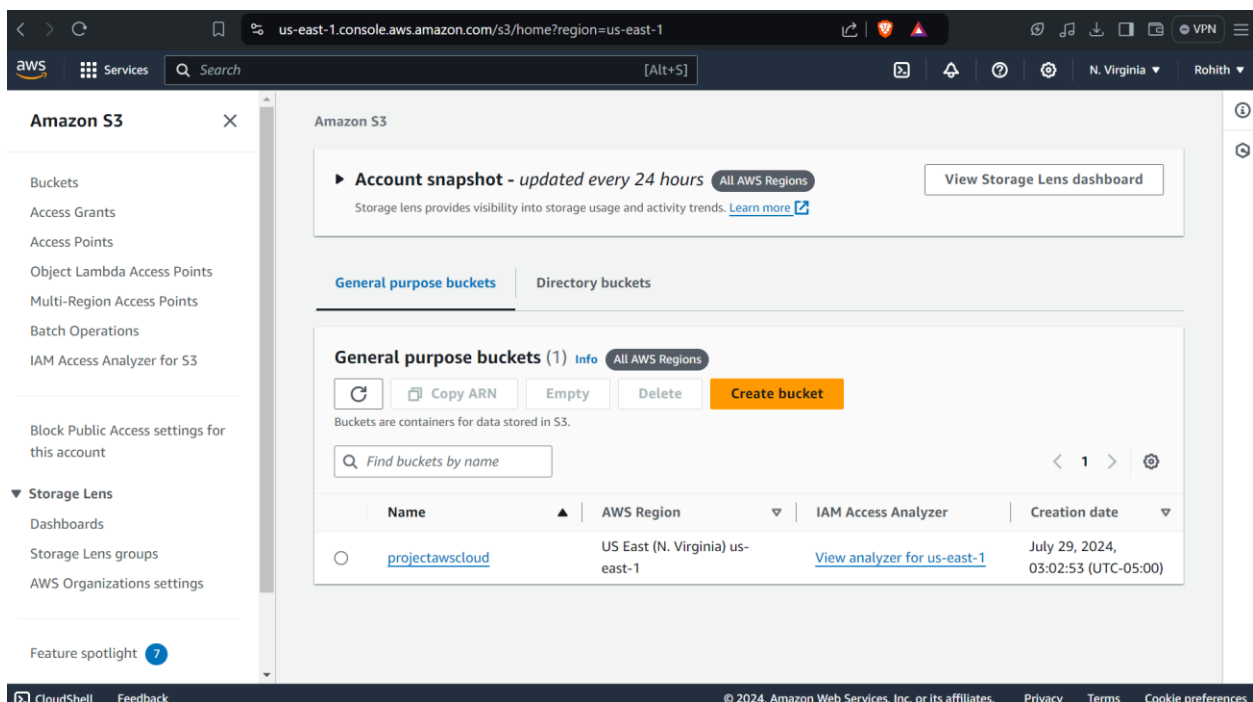 us-east-1.console.aws.amazon.com/s3/home?region=us-east-1
VPN
aws
Services
Search
[Alt+S]
N. Virginia
Rohith
Amazon S3
Buckets
Access Grants
Access Points
Object Lambda Access Points
Multi-Region Access Points
Batch Operations
IAM Access Analyzer for S3
Block Public Access settings for
this account
Storage Lens
Dashboards
Storage Lens groups
AWS Organizations settings
Feature spotlight 7
Amazon S3
Account snapshot - updated every 24 hours All AWS Regions
Storage lens provides visibility into storage usage and activity trends. Learn more
View Storage Lens dashboard
General purpose buckets
Directory buckets
General purpose buckets (1) Info All AWS Regions
Copy ARN
Empty
Delete
Create bucket
Buckets are containers for data stored in S3.
Find buckets by name
1
Name
AWS Region
IAM Access Analyzer
Creation date
projectawscloud
US East (N. Virginia) us-
east-1
View analyzer for us-east-1
July 29, 2024,
03:02:53 (UTC-05:00)
CloudShell
Feedback
© 2024, Amazon Web Services, Inc. or its affiliates.
Privacy
Terms
Cookie preferences